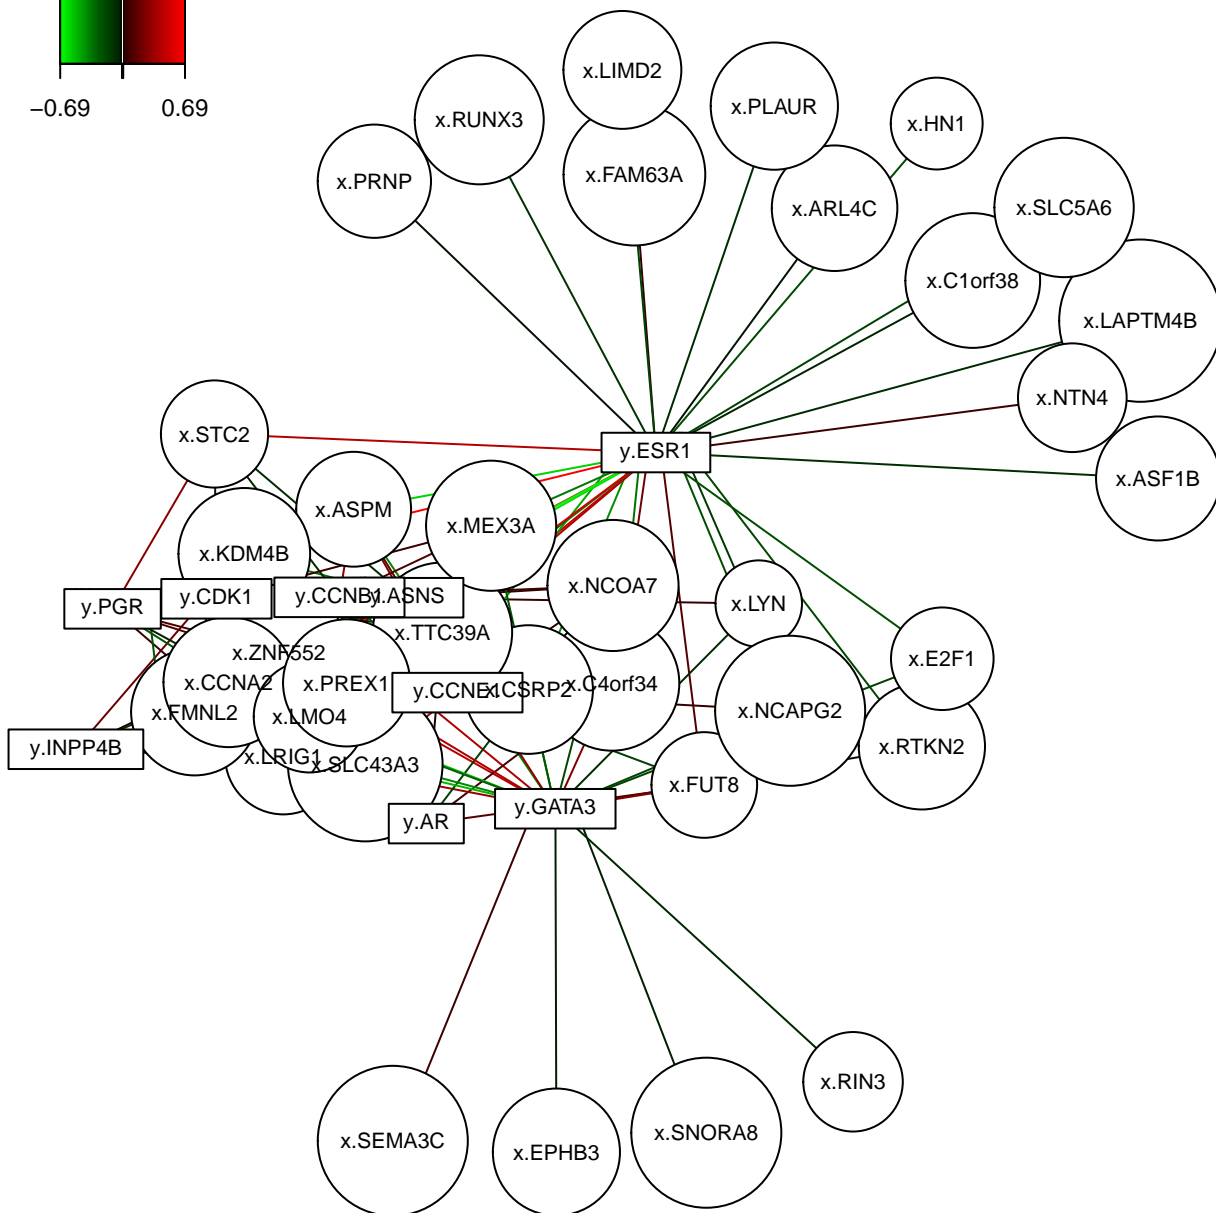 −0.69 0.69
x.LIMD2
x.PLAUR
x.RUNX3
x.HN1
x.PRNP
x.FAM63A
x.ARL4C
x.SLC5A6
x.C1orf38
x.LAPTM4B
x.NTN4
x.STC2
y.ESR1
x.ASF1B
x.ASPM
x.MEX3A
x.KDM4B
x.NCOA7
y.PGR
y.CDK1
y.CCNB1
y.ASNS
x.LYN
x.TTC39A
x.ZNF552
x.E2F1
x.CCNA2
x.PREX1
y.CCNE1
x.CSRP2
x.C4orf34
x.FMNL2
x.LMO4
x.NCAPG2
y.INPP4B
x.LRIG1
x.SLC43A3
x.RTKN2
x.FUT8
y.GATA3
y.AR
x.RIN3
x.SNORA8
x.SEMA3C
x.EPHB3